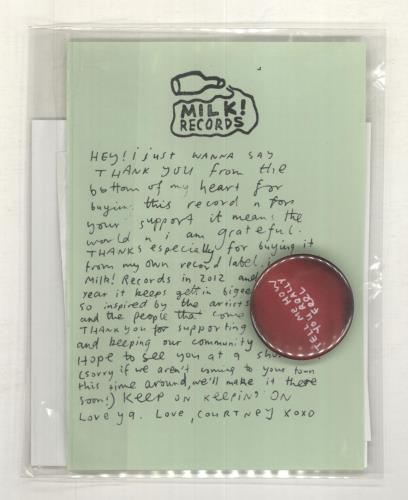 MILK!
RECORDS
HEY! i just WANNA SAY
THANK YOU from the
bottom of my heart for
buying this record n for
your support it means the
world n i am grateful.
THANKS especially for buying it
from my own record label. i
Milk! Records in 2012 and
year it keeps gettin bigger
so inspired by the artists
and the people that come
THANK you for supporting
and keeping our community
HOPE to see you at a show
(sorry if we aren't coming to your town
this time around, we'll make it there
soon!) KEEP ON KEEPIN' ON
LOVE ya. Love, COURTNEY XOXO
TELL ME HOW
YOU REALLY
FEEL